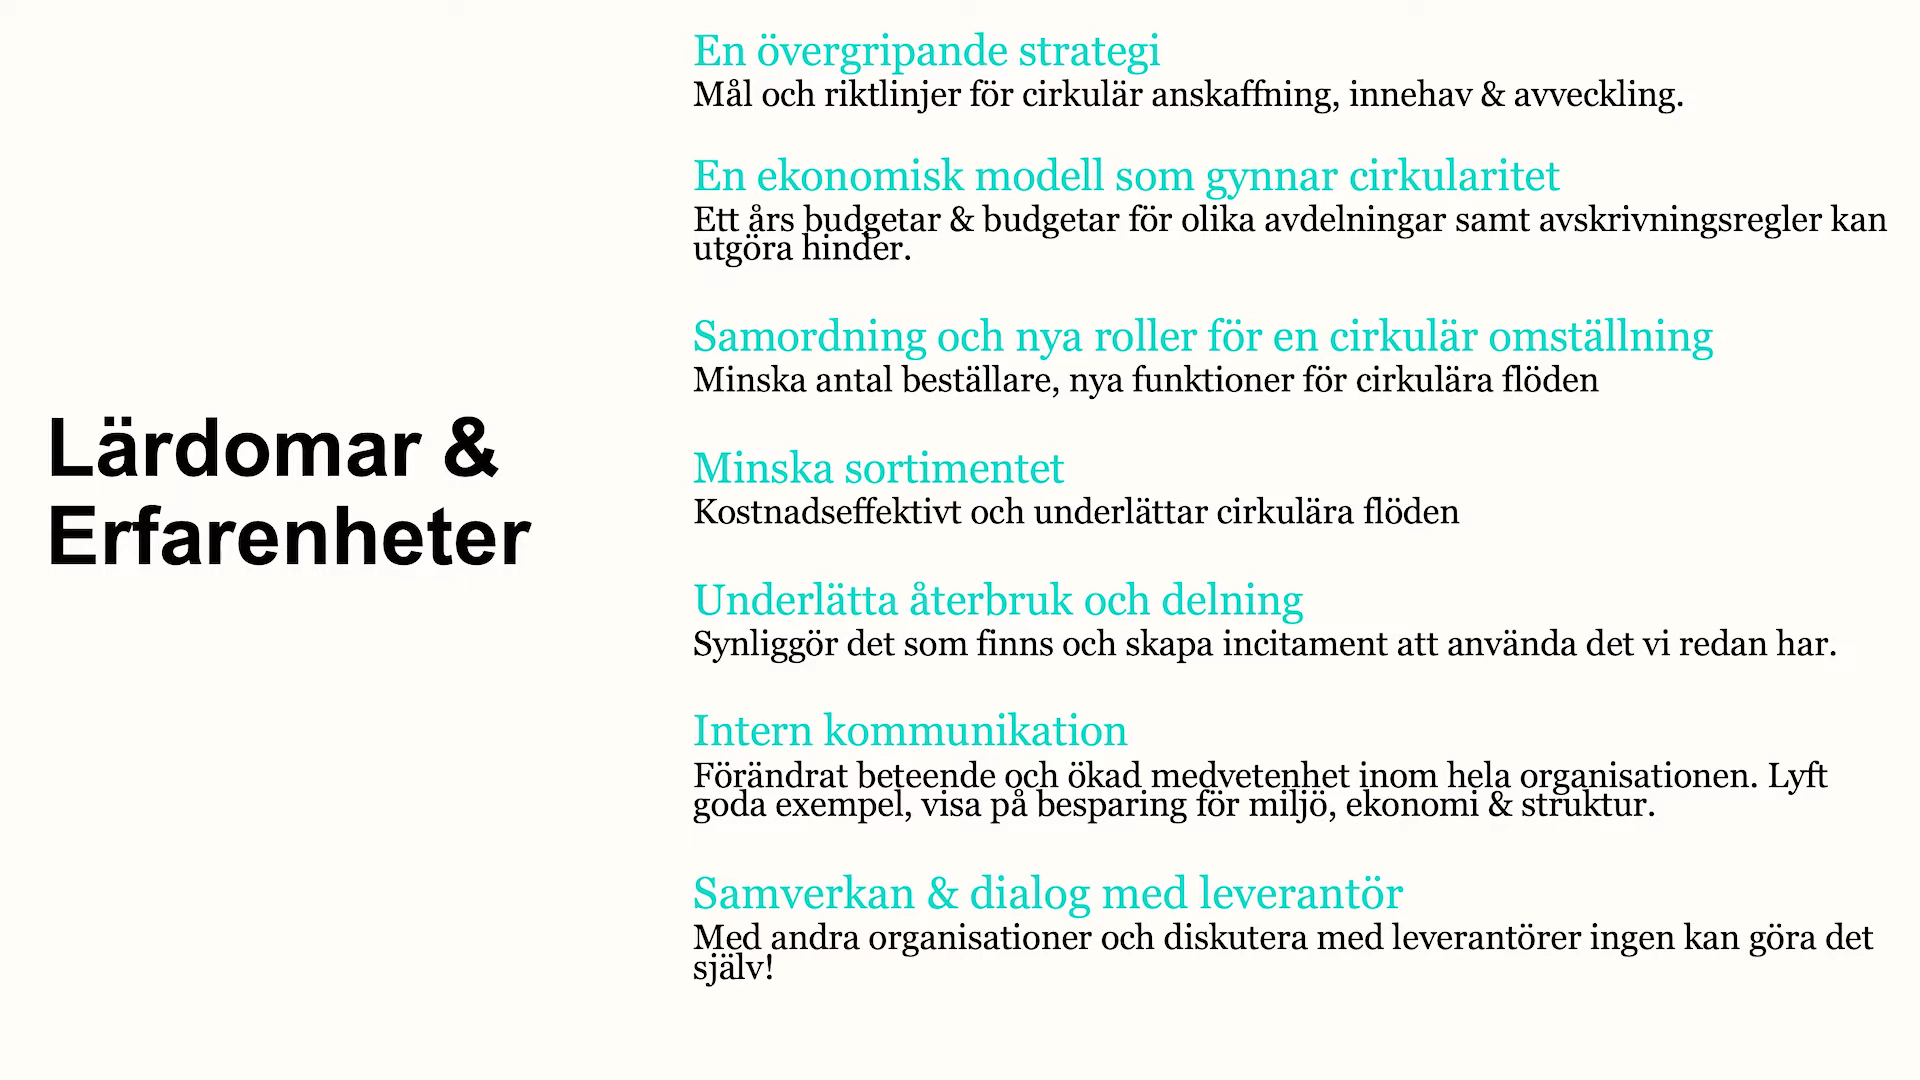 Lärdomar &
Erfarenheter
En övergripande strategi
Mål och riktlinjer för cirkulär anskaffning, innehav & avveckling.
En ekonomisk modell som gynnar cirkularitet
Ett års budgetar & budgetar för olika avdelningar samt avskrivningsregler kan
utgöra hinder.
Samordning och nya roller för en cirkulär omställning
Minska antal beställare, nya funktioner för cirkulära flöden
Minska sortimentet
Kostnadseffektivt och underlättar cirkulära flöden
Underlätta återbruk och delning
Synliggör det som finns och skapa incitament att använda det vi redan har.
Intern kommunikation
Förändrat beteende och ökad medvetenhet inom hela organisationen. Lyft
goda exempel, visa på besparing för miljö, ekonomi & struktur.
Samverkan & dialog med leverantör
Med andra organisationer och diskutera med leverantörer ingen kan göra det
själv!